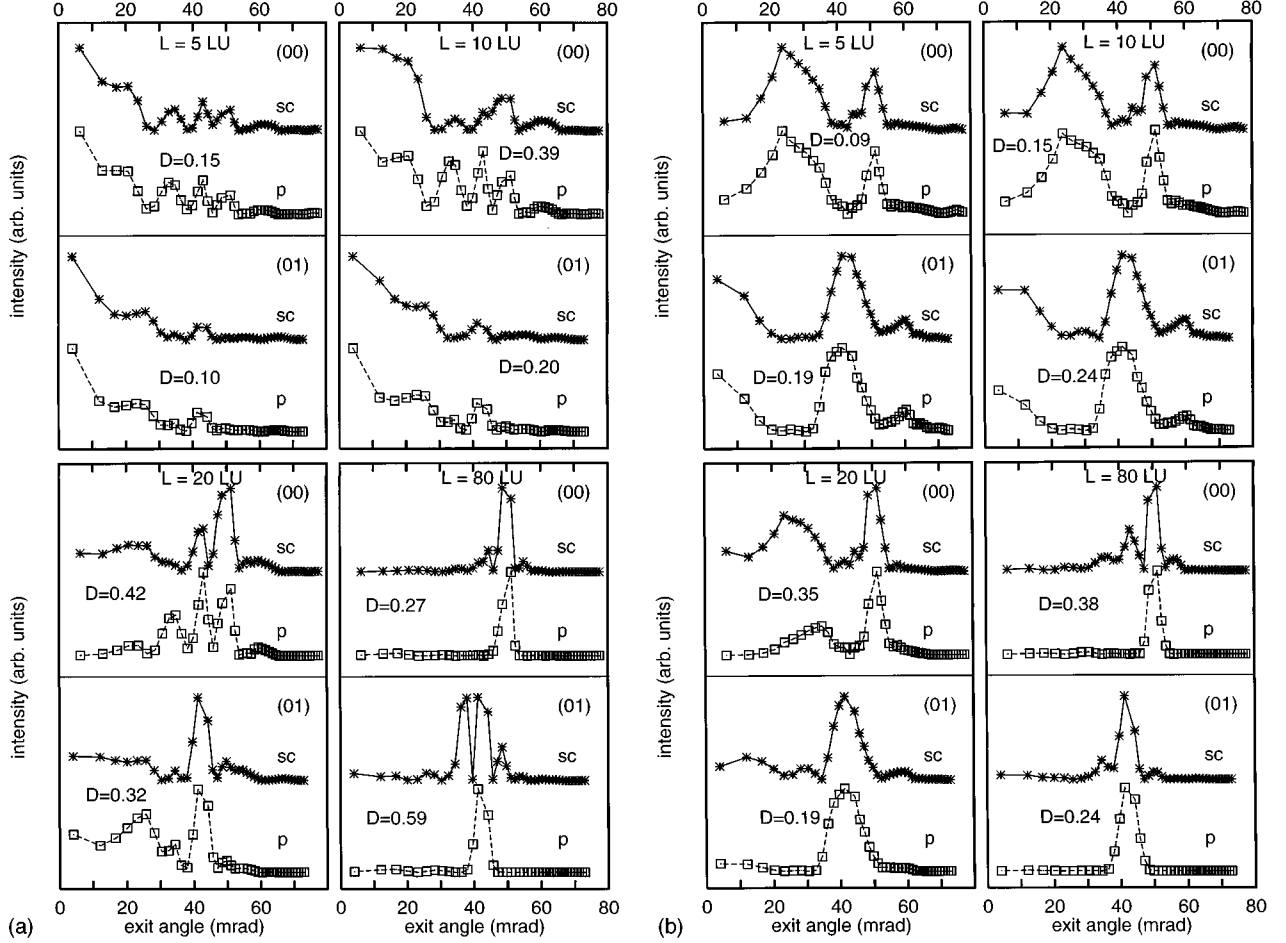 0 20 40 60 0 20 40 60 80 0 20 40 60 0 20 40 60 80
L = 5 LU (00) L = 10 LU (00) L = 5 LU (00) L = 10 LU (00)
sc sc sc sc
D=0.15 D=0.39 D=0.09 D=0.15
p p p p
intensity (arb. units) intensity (arb. units)
(01) (01) (01) (01)
sc sc sc sc
D=0.10 D=0.20 D=0.19 D=0.24
p p p p
L = 20 LU (00) L = 80 LU (00) L = 20 LU (00) L = 80 LU (00)
sc sc sc sc
D=0.42 D=0.27 D=0.35 D=0.38
p p p p
intensity (arb. units) intensity (arb. units)
(01) (01) (01) (01)
sc sc sc sc
D=0.32 D=0.59 D=0.19 D=0.24
p p p p
0 20 40 60 0 20 40 60 80 0 20 40 60 0 20 40 60 80
(a) exit angle (mrad) exit angle (mrad) (b) exit angle (mrad) exit angle (mrad)